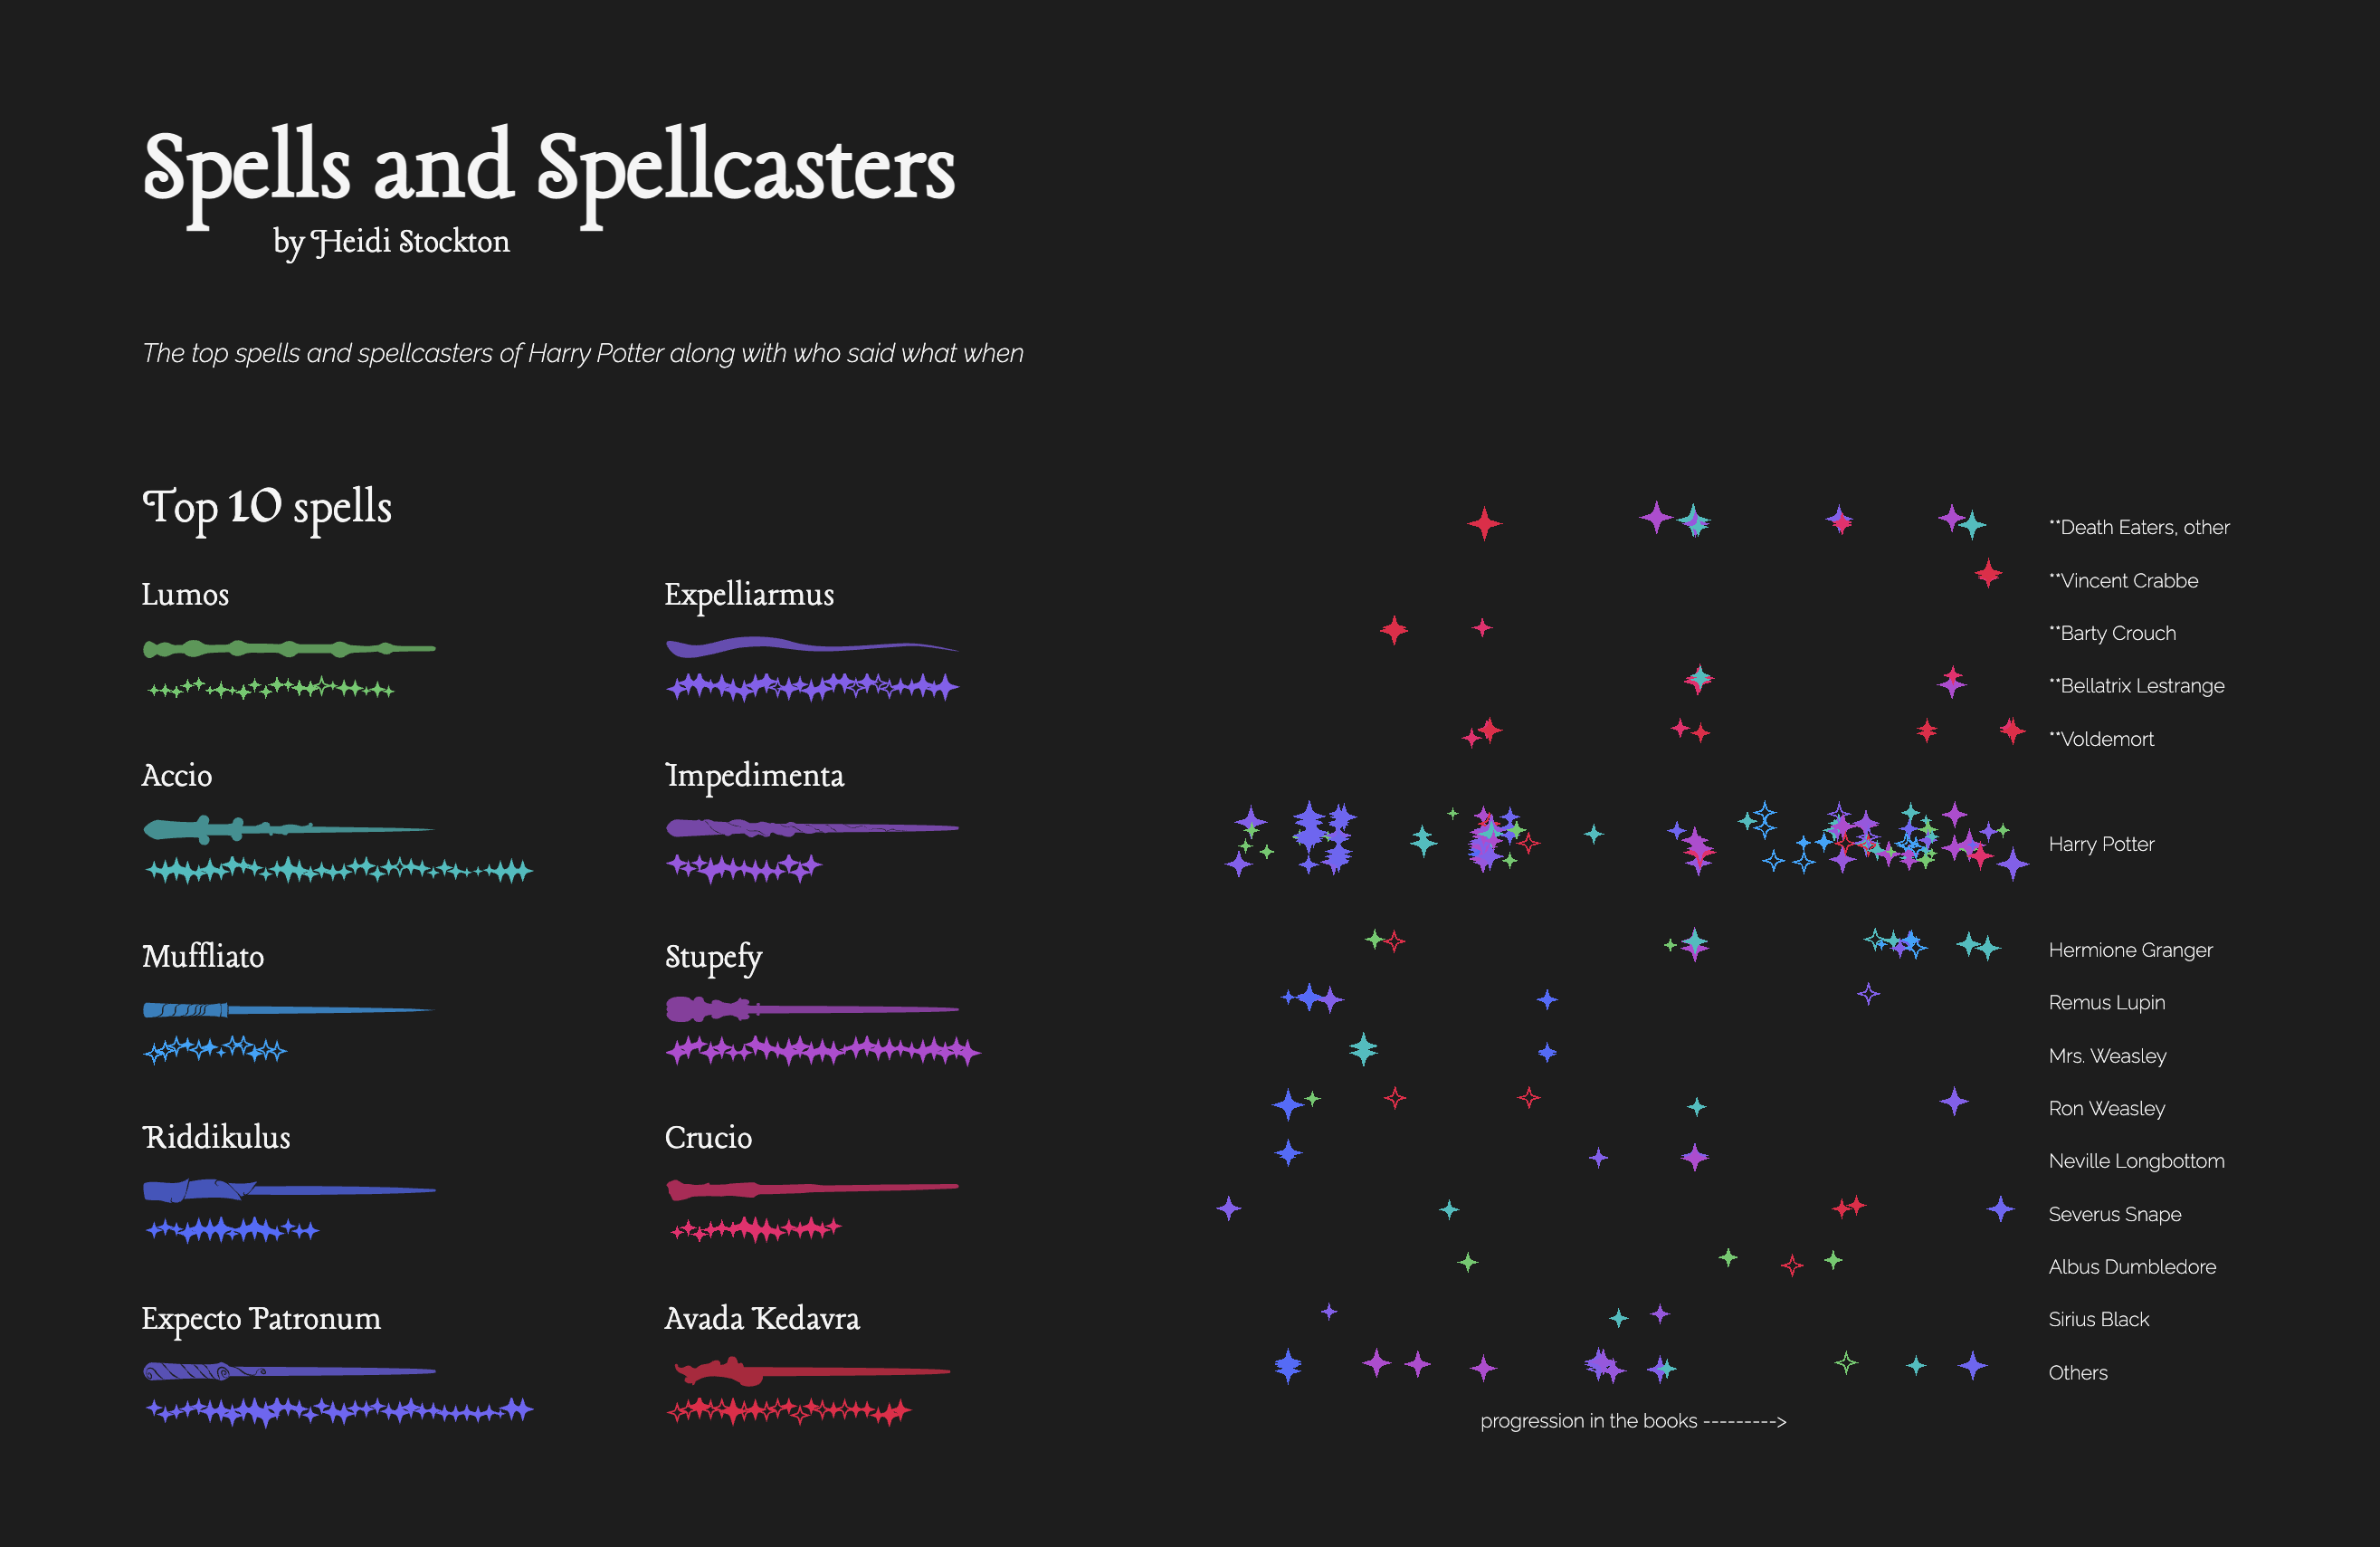 Spells and Spellcasters
by Heidi Stockton
The top spells and spellcasters of Harry Potter along with who said what when
Top 10 spells
Lumos
Expelliarmus
Accio
Impedimenta
Muffliato
Stupefy
Riddikulus
Crucio
Expecto Patronum
Avada Kedavra
**Death Eaters, other
**Vincent Crabbe
**Barty Crouch
**Bellatrix Lestrange
**Voldemort
Harry Potter
Hermione Granger
Remus Lupin
Mrs. Weasley
Ron Weasley
Neville Longbottom
Severus Snape
Albus Dumbledore
Sirius Black
Others
progression in the books --------->